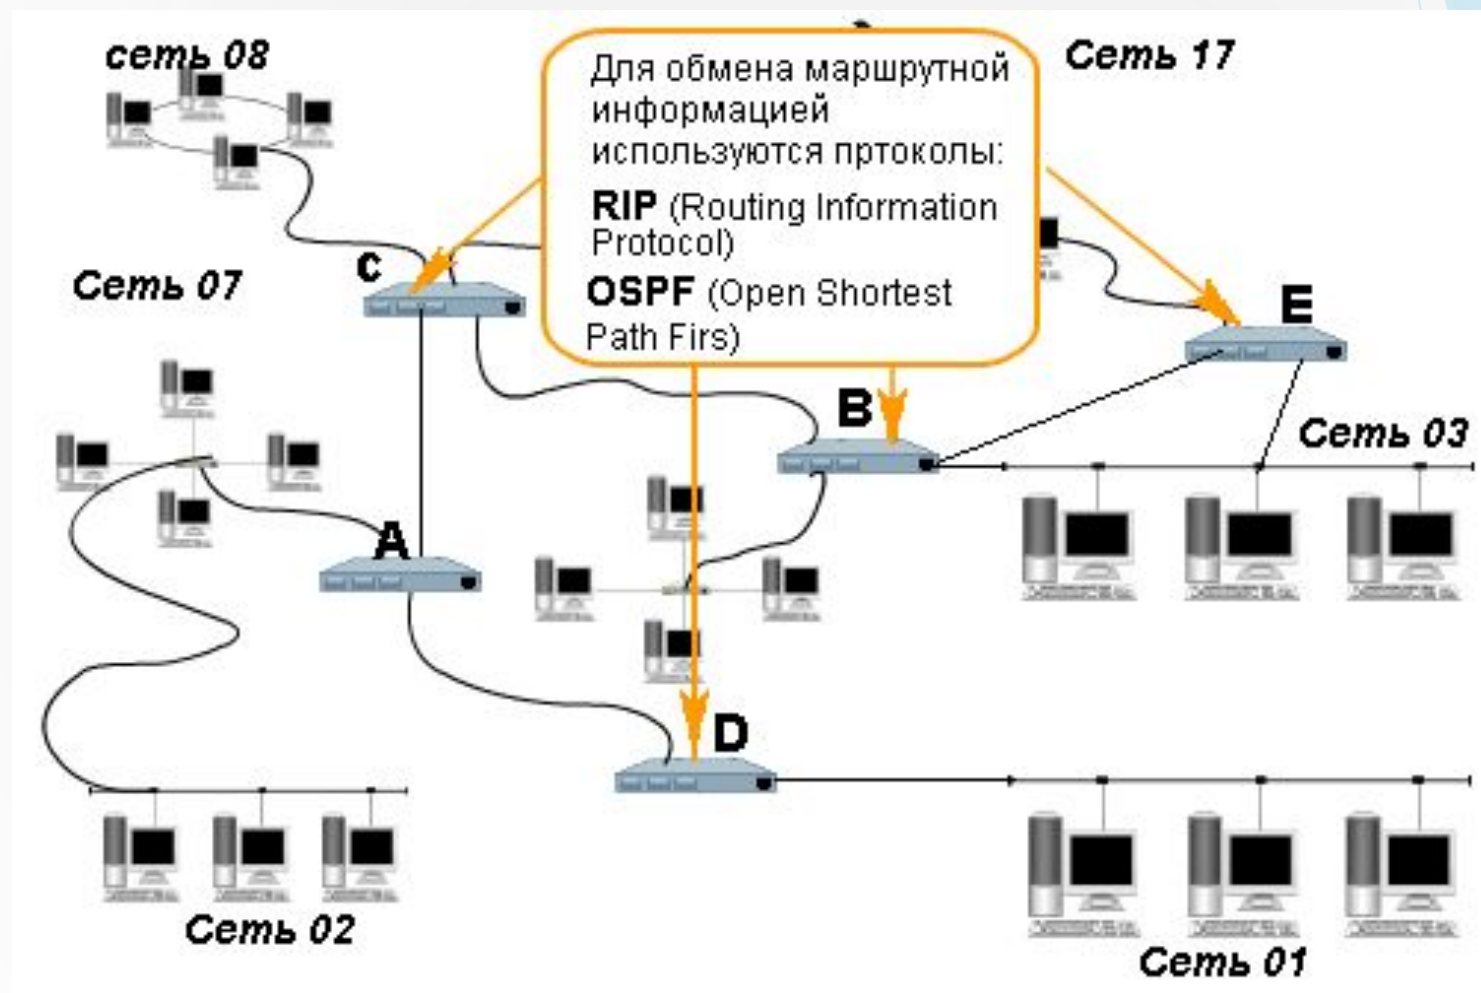 сеть 08
Сеть 17
Для обмена маршрутной
информацией
используются пртоколы:
RIP (Routing Information
Protocol)
OSPF (Open Shortest
Path Firs)
C
Сеть 07
E
B
Сеть 03
A
D
Сеть 02
Сеть 01